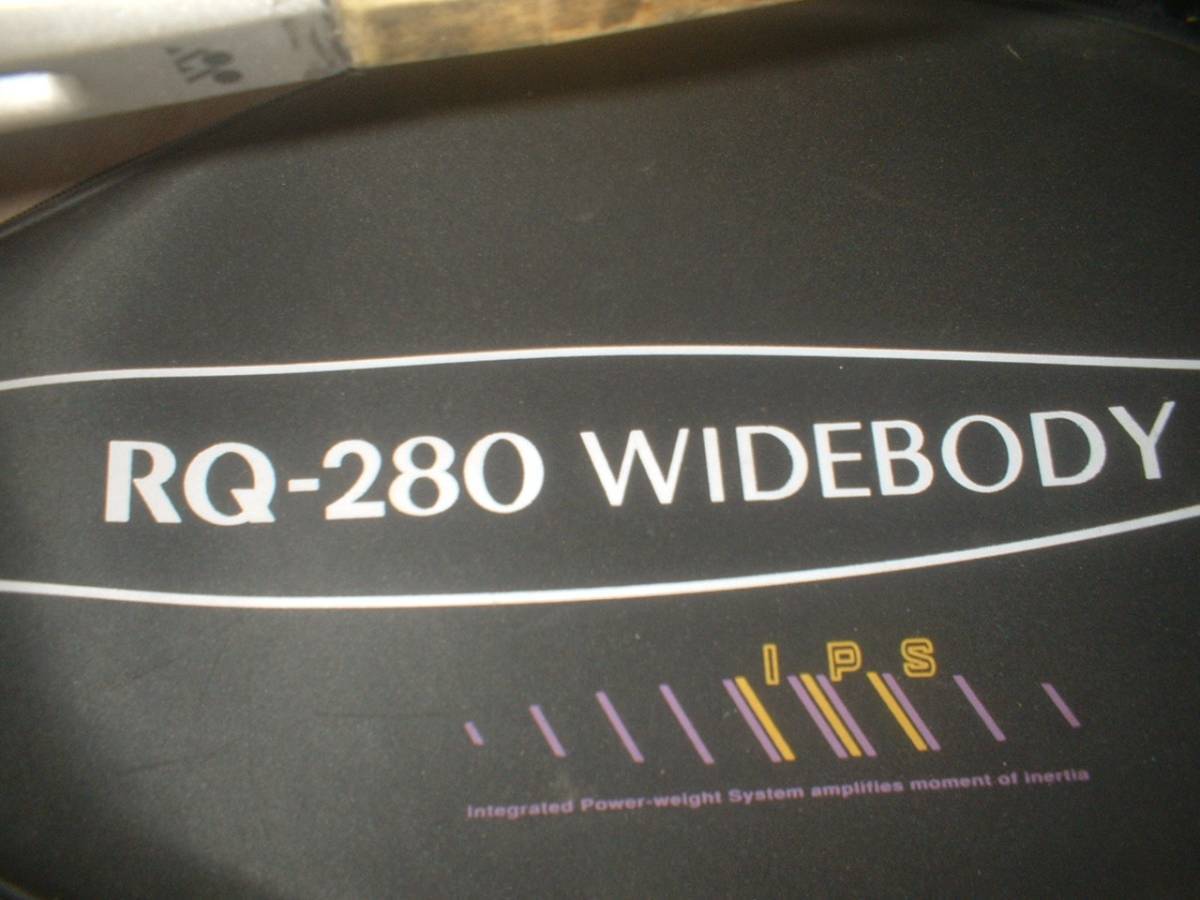 RQ-280 WIDEBODY
IPS
Integrated Power-weight System amplifies moment of inertia